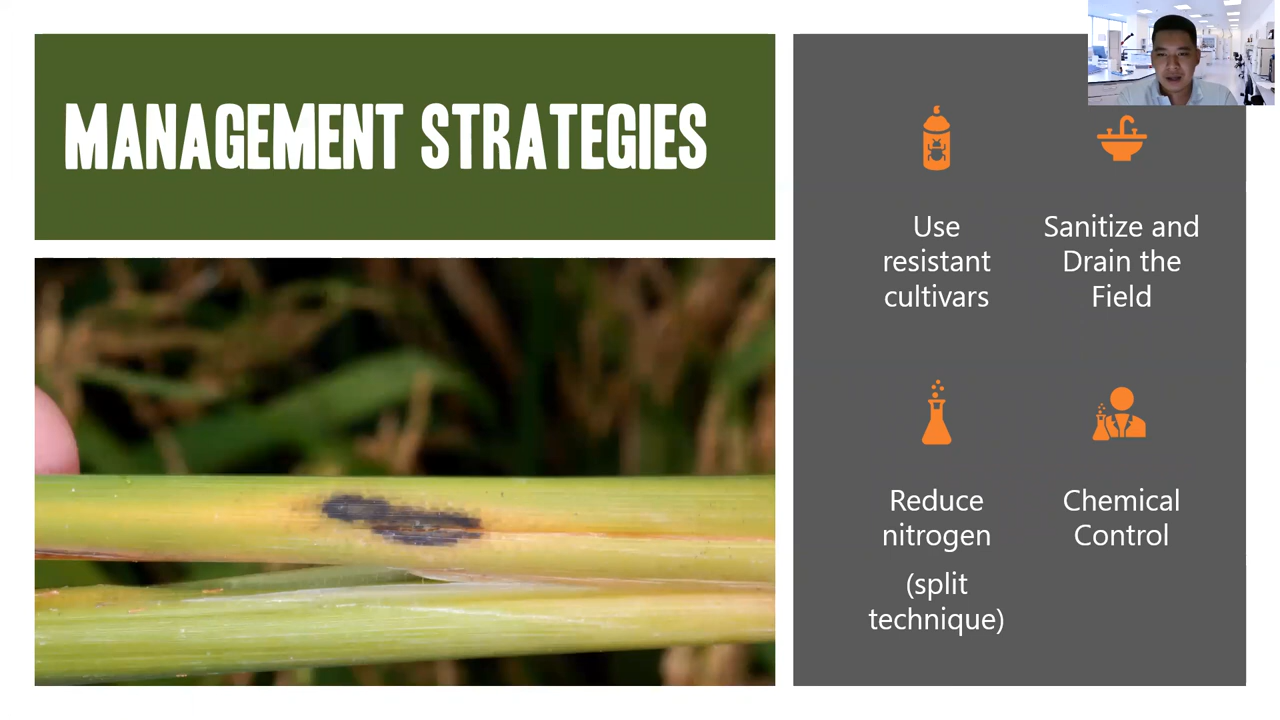 MANAGEMENT STRATEGIES
Use
resistant
cultivars
Sanitize and
Drain the
Field
Reduce
nitrogen
(split
technique)
Chemical
Control